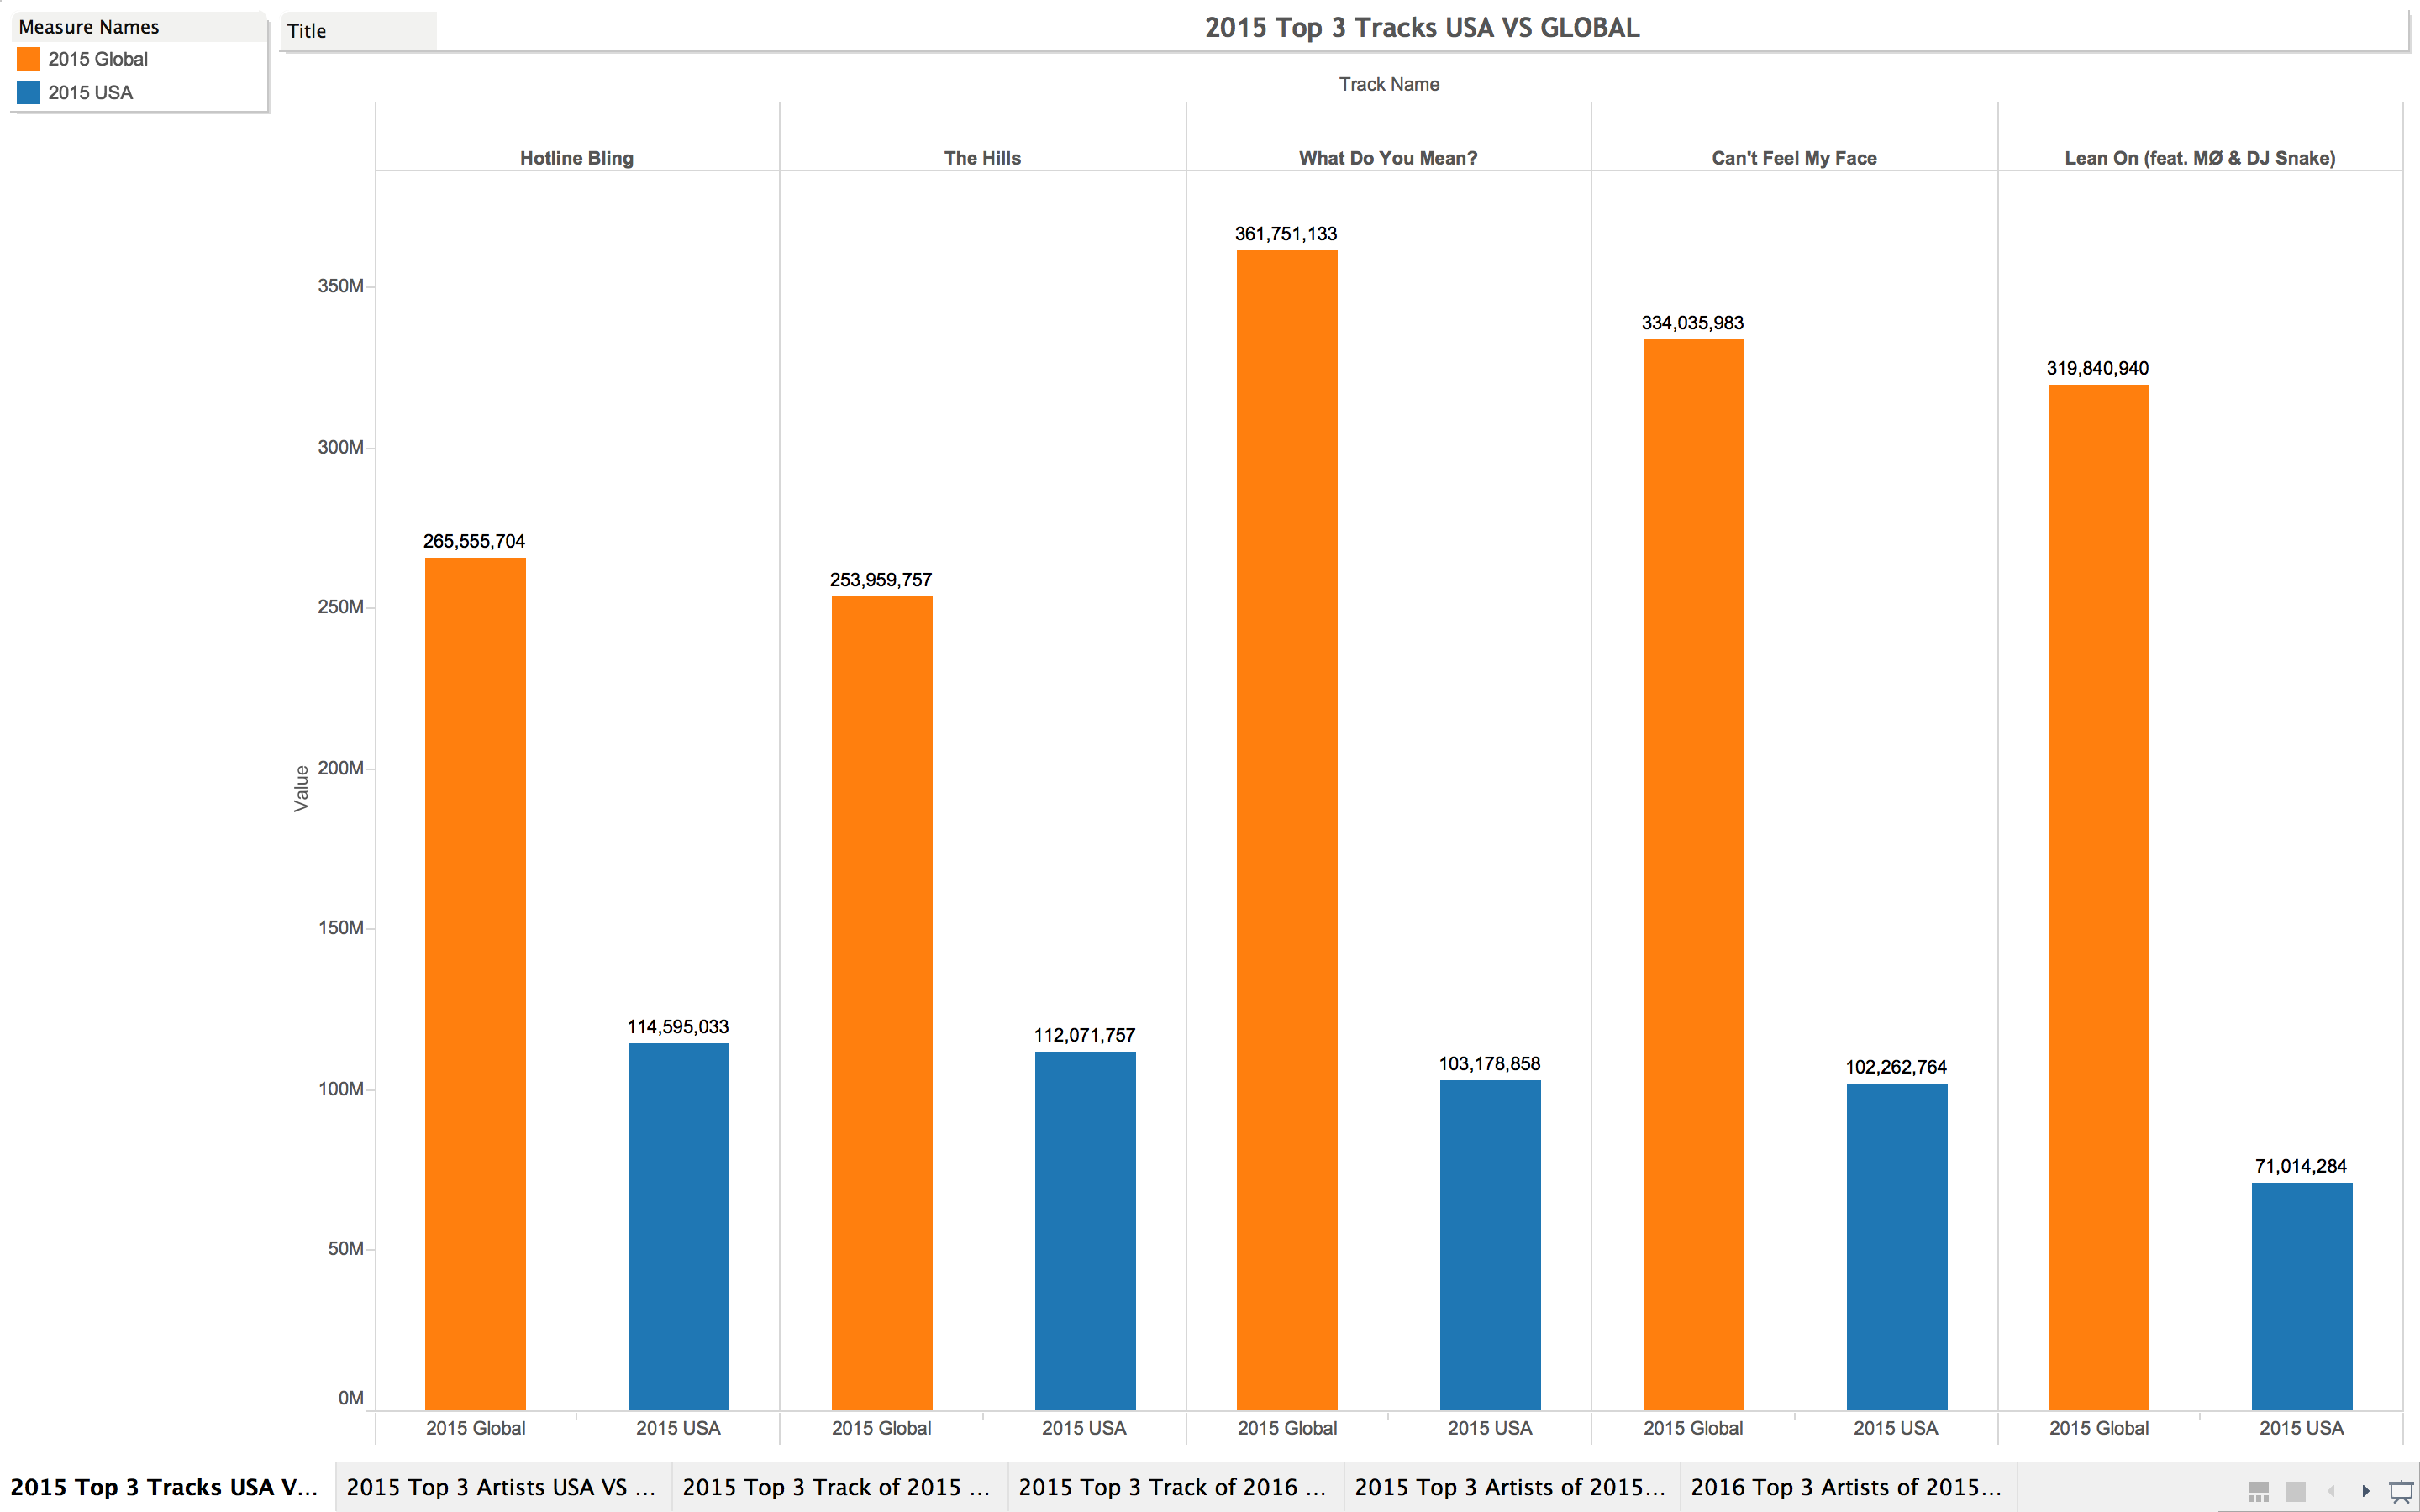 Measure Names
2015 Global
2015 USA
Title
2015 Top 3 Tracks USA VS GLOBAL
Track Name
Hotline Bling
The Hills
What Do You Mean?
Can't Feel My Face
Lean On (feat. MØ & DJ Snake)
Value
350M
300M
250M
200M
150M
100M
50M
0M
265,555,704
114,595,033
253,959,757
112,071,757
361,751,133
103,178,858
334,035,983
102,262,764
319,840,940
71,014,284
2015 Global
2015 USA
2015 Global
2015 USA
2015 Global
2015 USA
2015 Global
2015 USA
2015 Global
2015 USA
2015 Top 3 Tracks USA V...
2015 Top 3 Artists USA VS ...
2015 Top 3 Track of 2015 ...
2015 Top 3 Track of 2016 ...
2015 Top 3 Artists of 2015...
2016 Top 3 Artists of 2015...